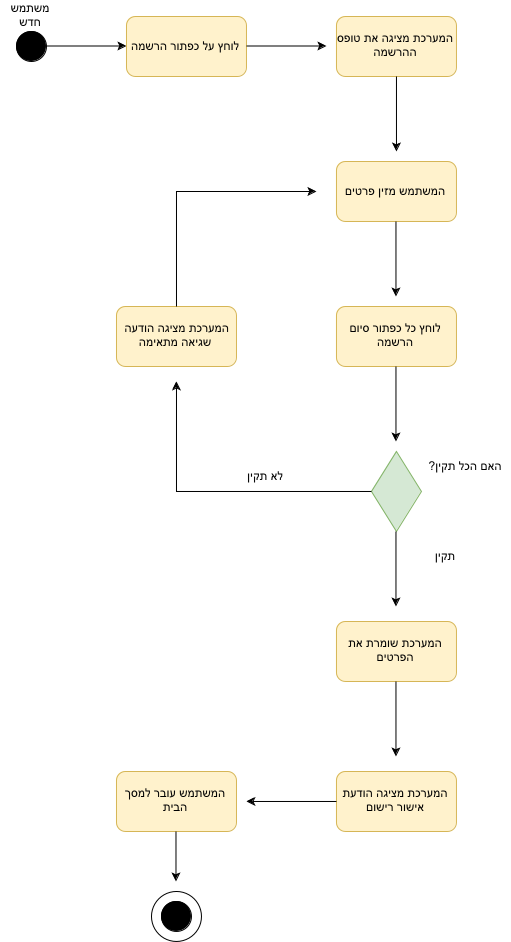 משתמש
חדש
לוחץ על כפתור הרשמה
המערכת מציגה את טופס
ההרשמה
המשתמש מזין פרטים
המערכת מציגה הודעה
שגיאה מתאימה
לוחץ כל כפתור סיום
הרשמה
האם הכל תקין?
לא תקין
תקין
המערכת שומרת את
הפרטים
המערכת מציגה הודעת
אישור רישום
המשתמש עובר למסך
הבית